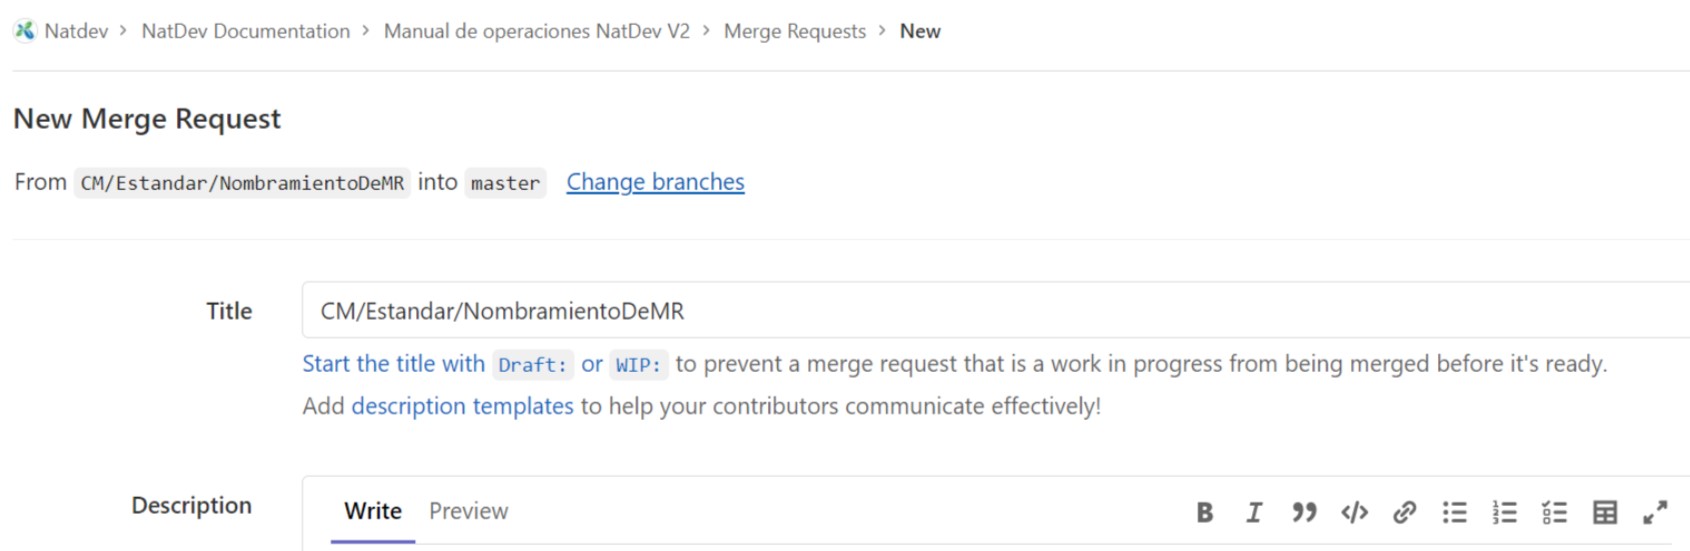 Natdev > NatDev Documentation > Manual de operaciones NatDev V2 > Merge Requests > New
New Merge Request
From CM/Estandar/NombramientoDeMR into master Change branches
Title CM/Estandar/NombramientoDeMR
Start the title with Draft: or WIP: to prevent a merge request that is a work in progress from being merged before it's ready.
Add description templates to help your contributors communicate effectively!
Description Write Preview